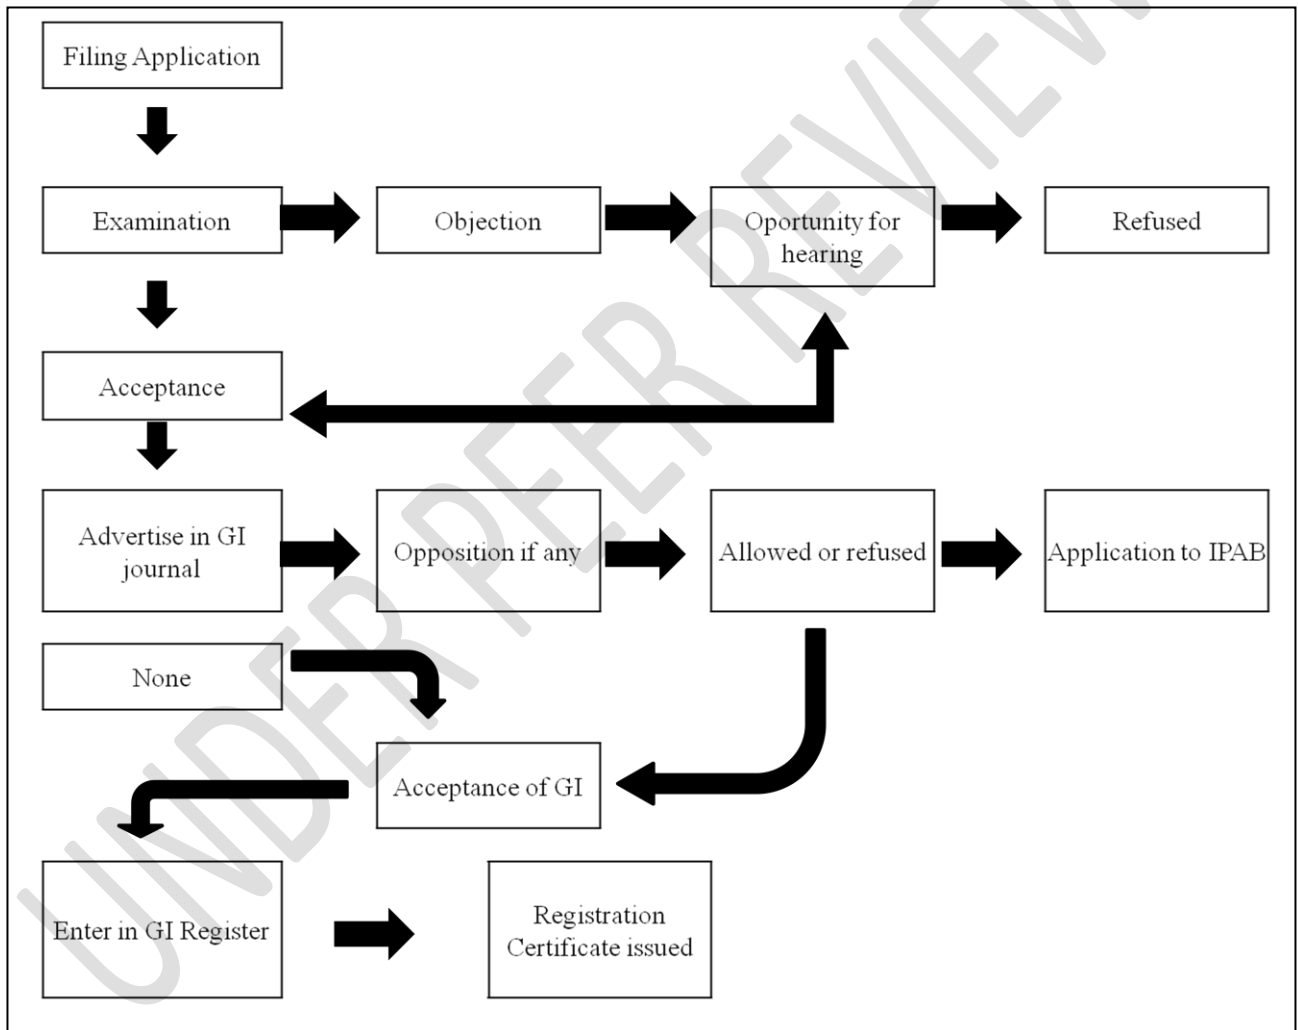 Filing Application
Examination
Objection
Oportunity for
hearing
Refused
Acceptance
Advertise in GI
journal
Opposition if any
Allowed or refused
Application to IPAB
None
Acceptance of GI
Enter in GI Register
Registration
Certificate issued
UNDER PEER REVIEW